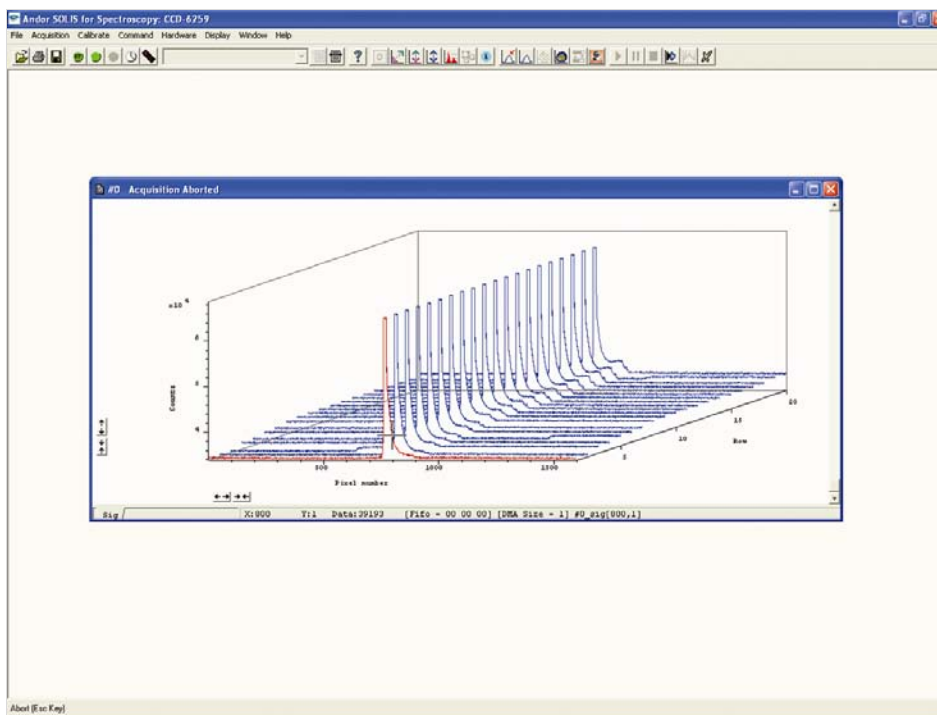 Andor SOLIS for Spectroscopy: CCD-6759
File Acquisition Calibrate Command Hardware Display Window Help
#0 Acquisition Aborted
Counts
Row
20
15
10
5
500
1000
1500
Pixel number
Sig
X:800 Y:1 Data:39193 [Fifo - 00 00 00] [DMA Size - 1] #0_sig[800,1]
Abort (Esc Key)